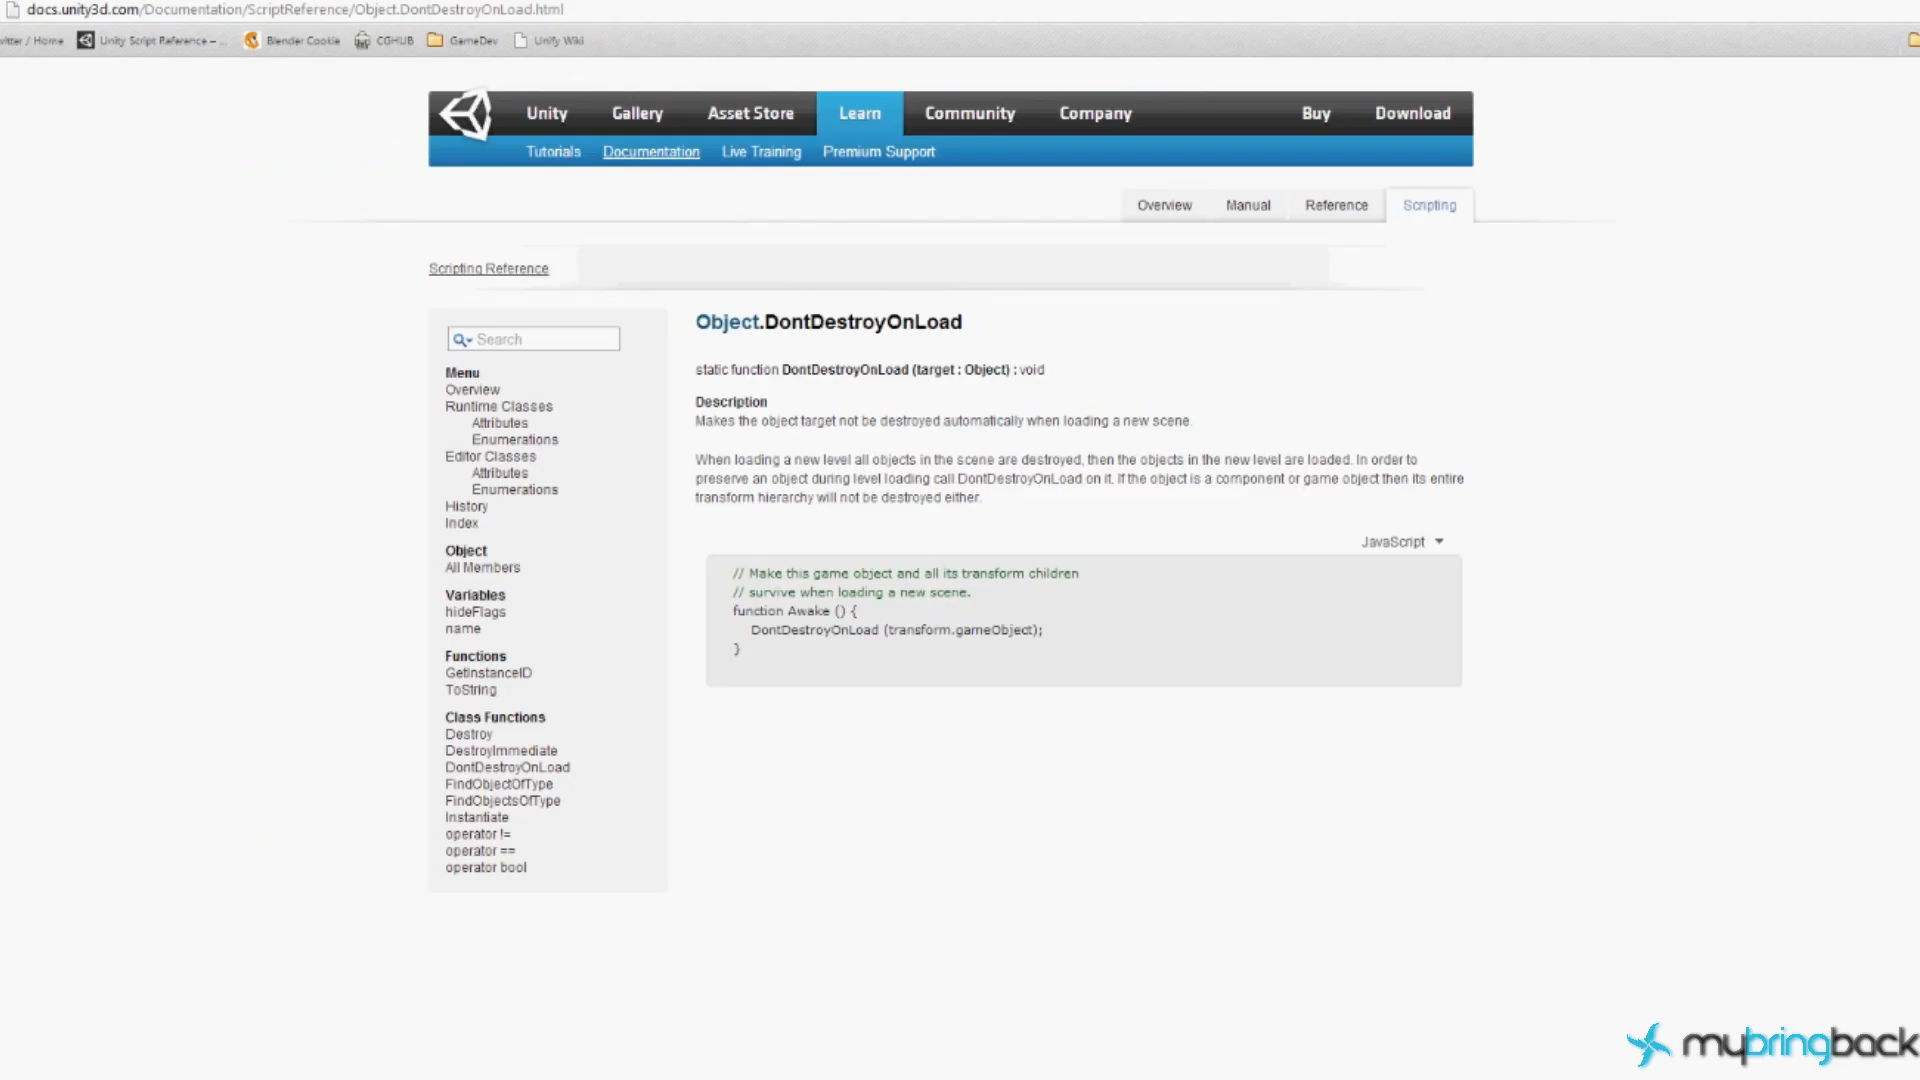 docs.unity3d.com/Documentation/ScriptReference/Object.DontDestroyOnLoad.html
/ Home Unity Script Reference – ... Blender Cookie CGHUB GameDev Unify Wiki
Unity Gallery Asset Store Learn Community Company Buy Download
Tutorials Documentation Live Training Premium Support
Overview Manual Reference Scripting
Scripting Reference
Search
Menu
Overview
Runtime Classes
Attributes
Enumerations
Editor Classes
Attributes
Enumerations
History
Index
Object
All Members
Variables
hideFlags
name
Functions
GetInstanceID
ToString
Class Functions
Destroy
DestroyImmediate
DontDestroyOnLoad
FindObjectOfType
FindObjectsOfType
Instantiate
operator !=
operator ==
operator bool
Object.DontDestroyOnLoad
static function DontDestroyOnLoad (target : Object) : void
Description
Makes the object target not be destroyed automatically when loading a new scene.
When loading a new level all objects in the scene are destroyed, then the objects in the new level are loaded. In order to
preserve an object during level loading call DontDestroyOnLoad on it. If the object is a component or game object then its entire
transform hierarchy will not be destroyed either.
JavaScript
// Make this game object and all its transform children
// survive when loading a new scene.
function Awake () {
DontDestroyOnLoad (transform.gameObject);
}
mybringback